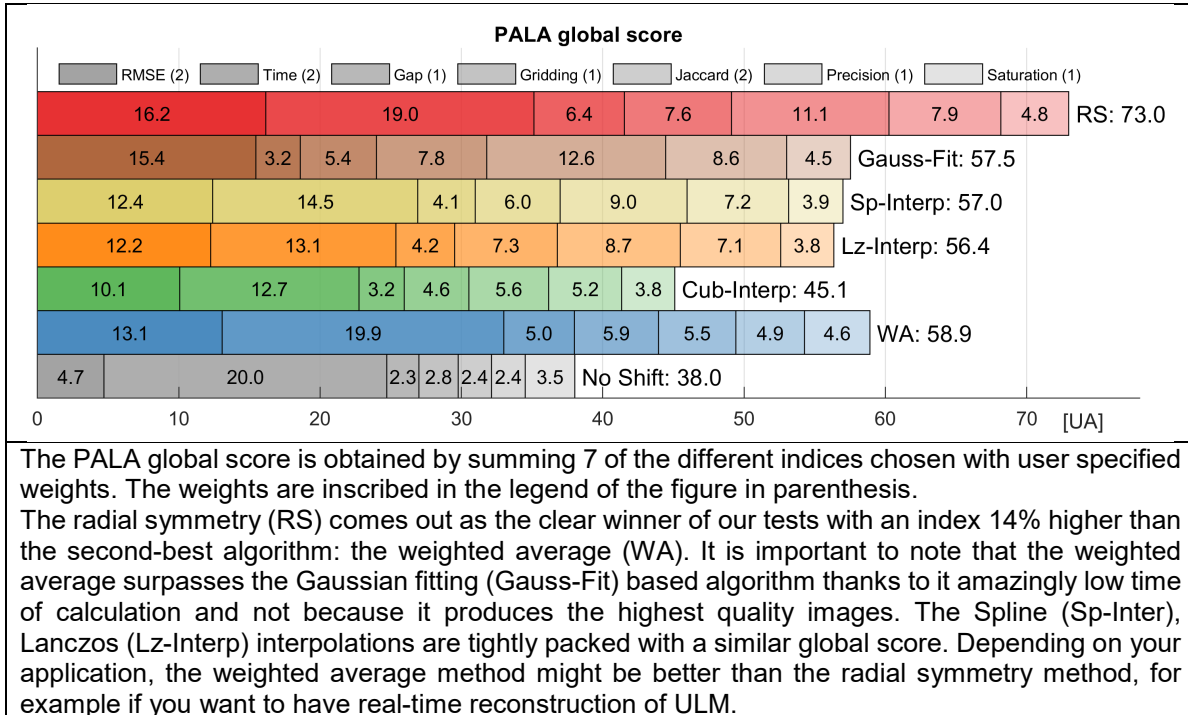 PALA global score
RMSE (2) Time (2) Gap (1) Gridding (1) Jaccard (2) Precision (1) Saturation (1)
16.2 19.0 6.4 7.6 11.1 7.9 4.8 RS: 73.0
15.4 3.2 5.4 7.8 12.6 8.6 4.5 Gauss-Fit: 57.5
12.4 14.5 4.1 6.0 9.0 7.2 3.9 Sp-Interp: 57.0
12.2 13.1 4.2 7.3 8.7 7.1 3.8 Lz-Interp: 56.4
10.1 12.7 3.2 4.6 5.6 5.2 3.8 Cub-Interp: 45.1
13.1 19.9 5.0 5.9 5.5 4.9 4.6 WA: 58.9
4.7 20.0 2.3 2.8 2.4 2.4 3.5 No Shift: 38.0
0 10 20 30 40 50 60 70 [UA]
The PALA global score is obtained by summing 7 of the different indices chosen with user specified
weights. The weights are inscribed in the legend of the figure in parenthesis.
The radial symmetry (RS) comes out as the clear winner of our tests with an index 14% higher than
the second-best algorithm: the weighted average (WA). It is important to note that the weighted
average surpasses the Gaussian fitting (Gauss-Fit) based algorithm thanks to it amazingly low time
of calculation and not because it produces the highest quality images. The Spline (Sp-Inter),
Lanczos (Lz-Interp) interpolations are tightly packed with a similar global score. Depending on your
application, the weighted average method might be better than the radial symmetry method, for
example if you want to have real-time reconstruction of ULM.